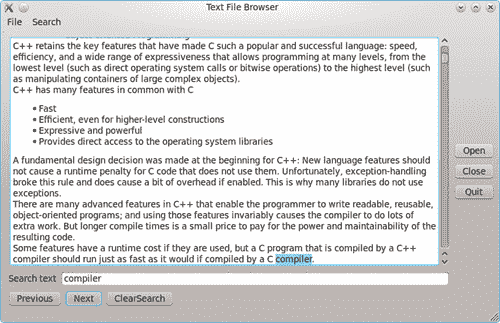 Text File Browser
File Search
C++ retains the key features that have made C such a popular and successful language: speed,
efficiency, and a wide range of expressiveness that allows programming at many levels, from the
lowest level (such as direct operating system calls or bitwise operations) to the highest level (such
as manipulating containers of large complex objects).
C++ has many features in common with C
• Fast
• Efficient, even for higher-level constructions
• Expressive and powerful
• Provides direct access to the operating system libraries
A fundamental design decision was made at the beginning for C++: New language features should
not cause a runtime penalty for C code that does not use them. Unfortunately, exception-handling
broke this rule and does cause a bit of overhead if enabled. This is why many libraries do not use
exceptions.
There are many advanced features in C++ that enable the programmer to write readable, reusable,
object-oriented programs; and using those features invariably causes the compiler to do lots of
extra work. But longer compile times is a small price to pay for the power and maintainability of the
resulting code.
Some features have a runtime cost if they are used, but a C program that is compiled by a C++
compiler should run just as fast as it would if compiled by a C compiler.
Open
Close
Quit
Search text compiler
Previous Next ClearSearch